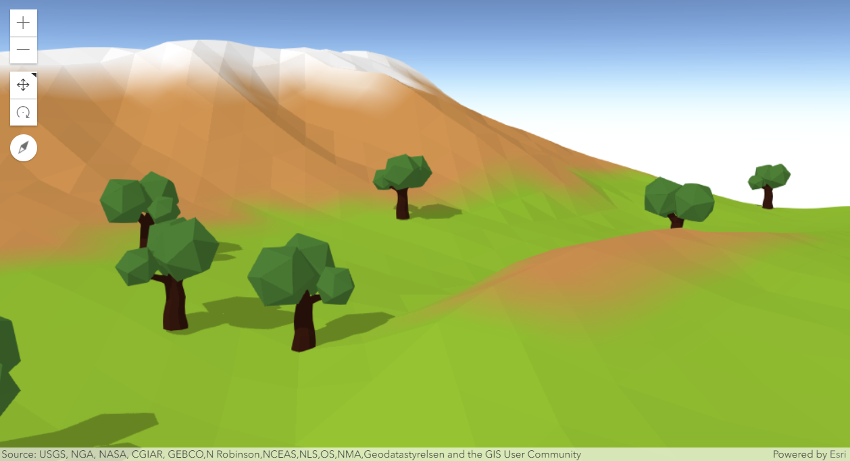 Source: USGS, NGA, NASA, CGIAR, GEBCO,N Robinson,NCEAS,NLS,OS,NMA,Geodatastyrelsen and the GIS User Community
Powered by Esri